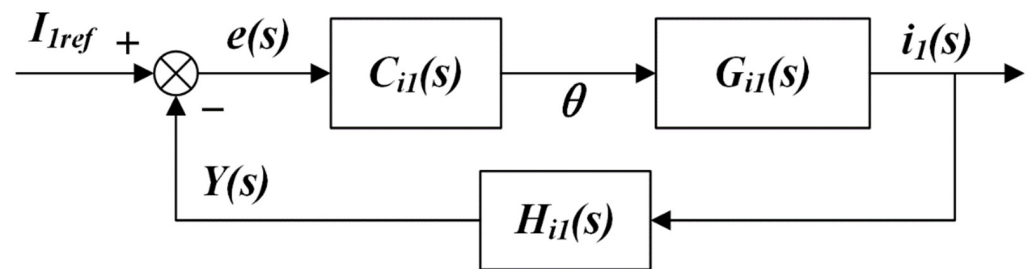 I1ref
+
e(s)
Ci1(s)
θ
Gi1(s)
i1(s)
−
Y(s)
Hi1(s)